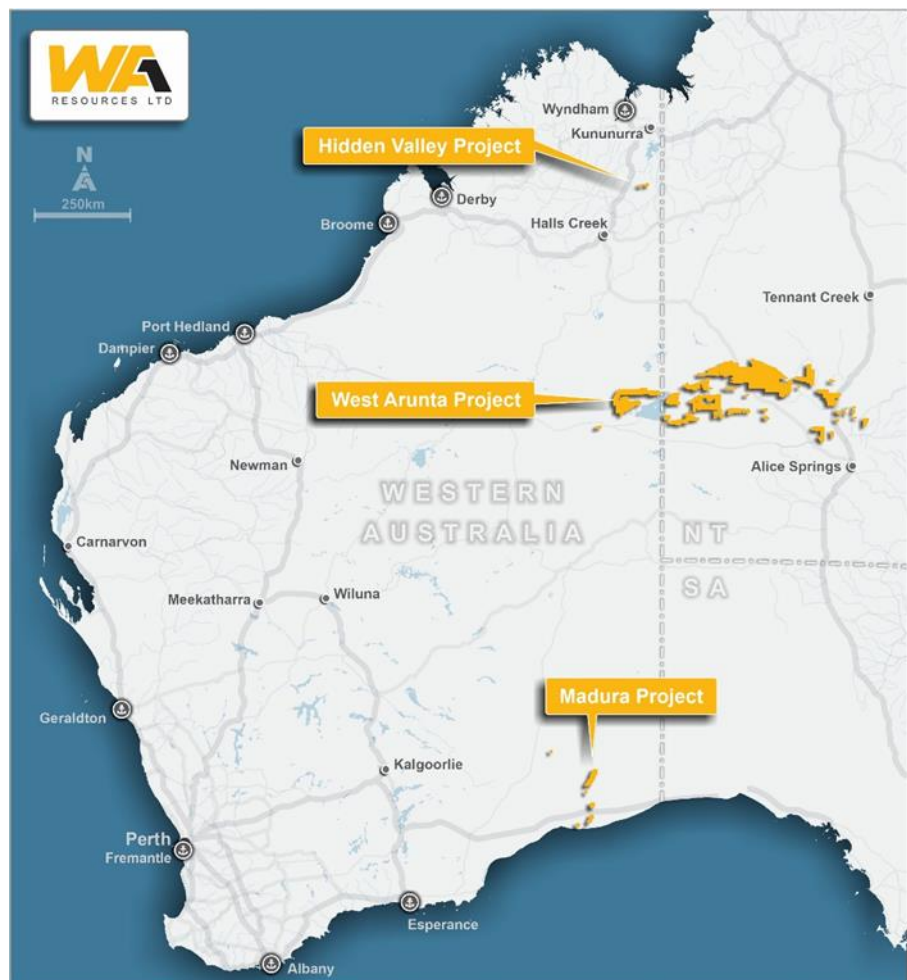 WA1
RESOURCES LTD
N
250km
Wyndham
Kununurra
Hidden Valley Project
Derby
Broome
Halls Creek
Tennant Creek
Port Hedland
Dampier
West Arunta Project
Newman
Alice Springs
WESTERN
AUSTRALIA
NT
Carnarvon
SA
Meekatharra
Wiluna
Madura Project
Geraldton
Kalgoorlie
Perth
Fremantle
Esperance
Albany